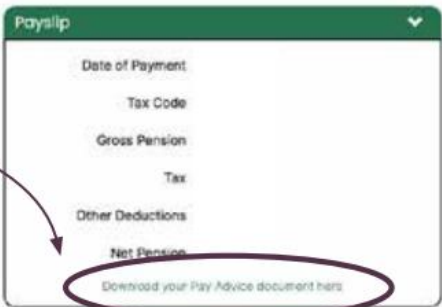 Payslip
Date of Payment
Tax Code
Gross Pension
Tax
Other Deductions
Net Pension
Download your Pay Advice document here